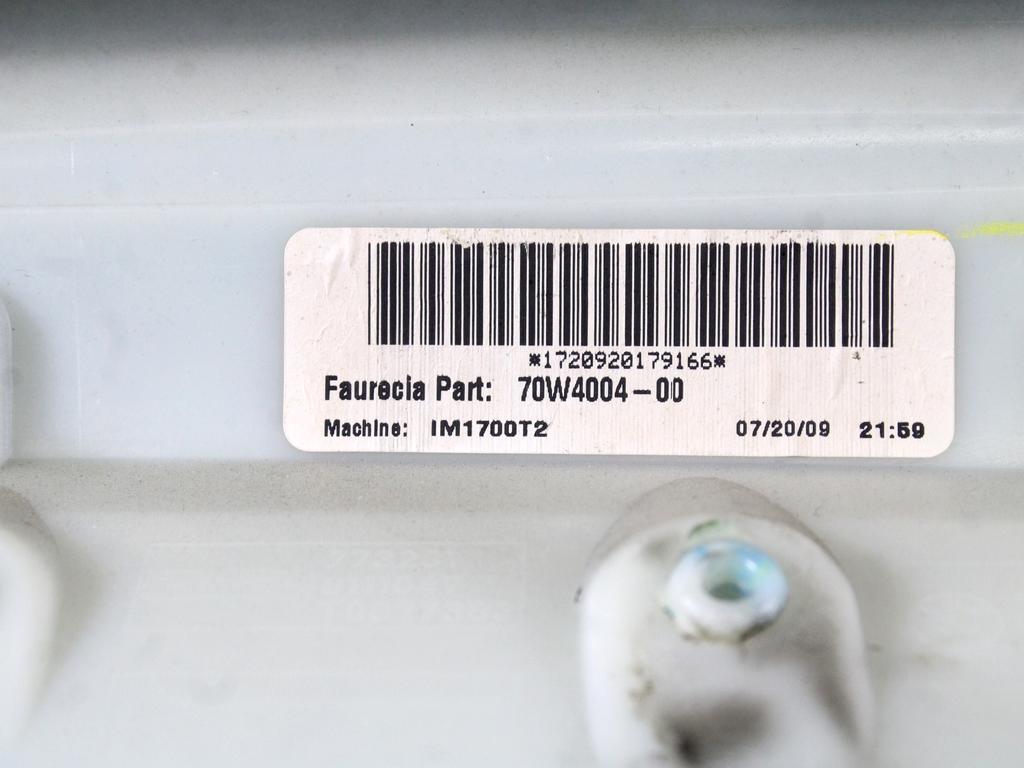 *1720920179166*
Faurecia Part: 70W4004-00
Machine: IM1700T2 07/20/09 21:59